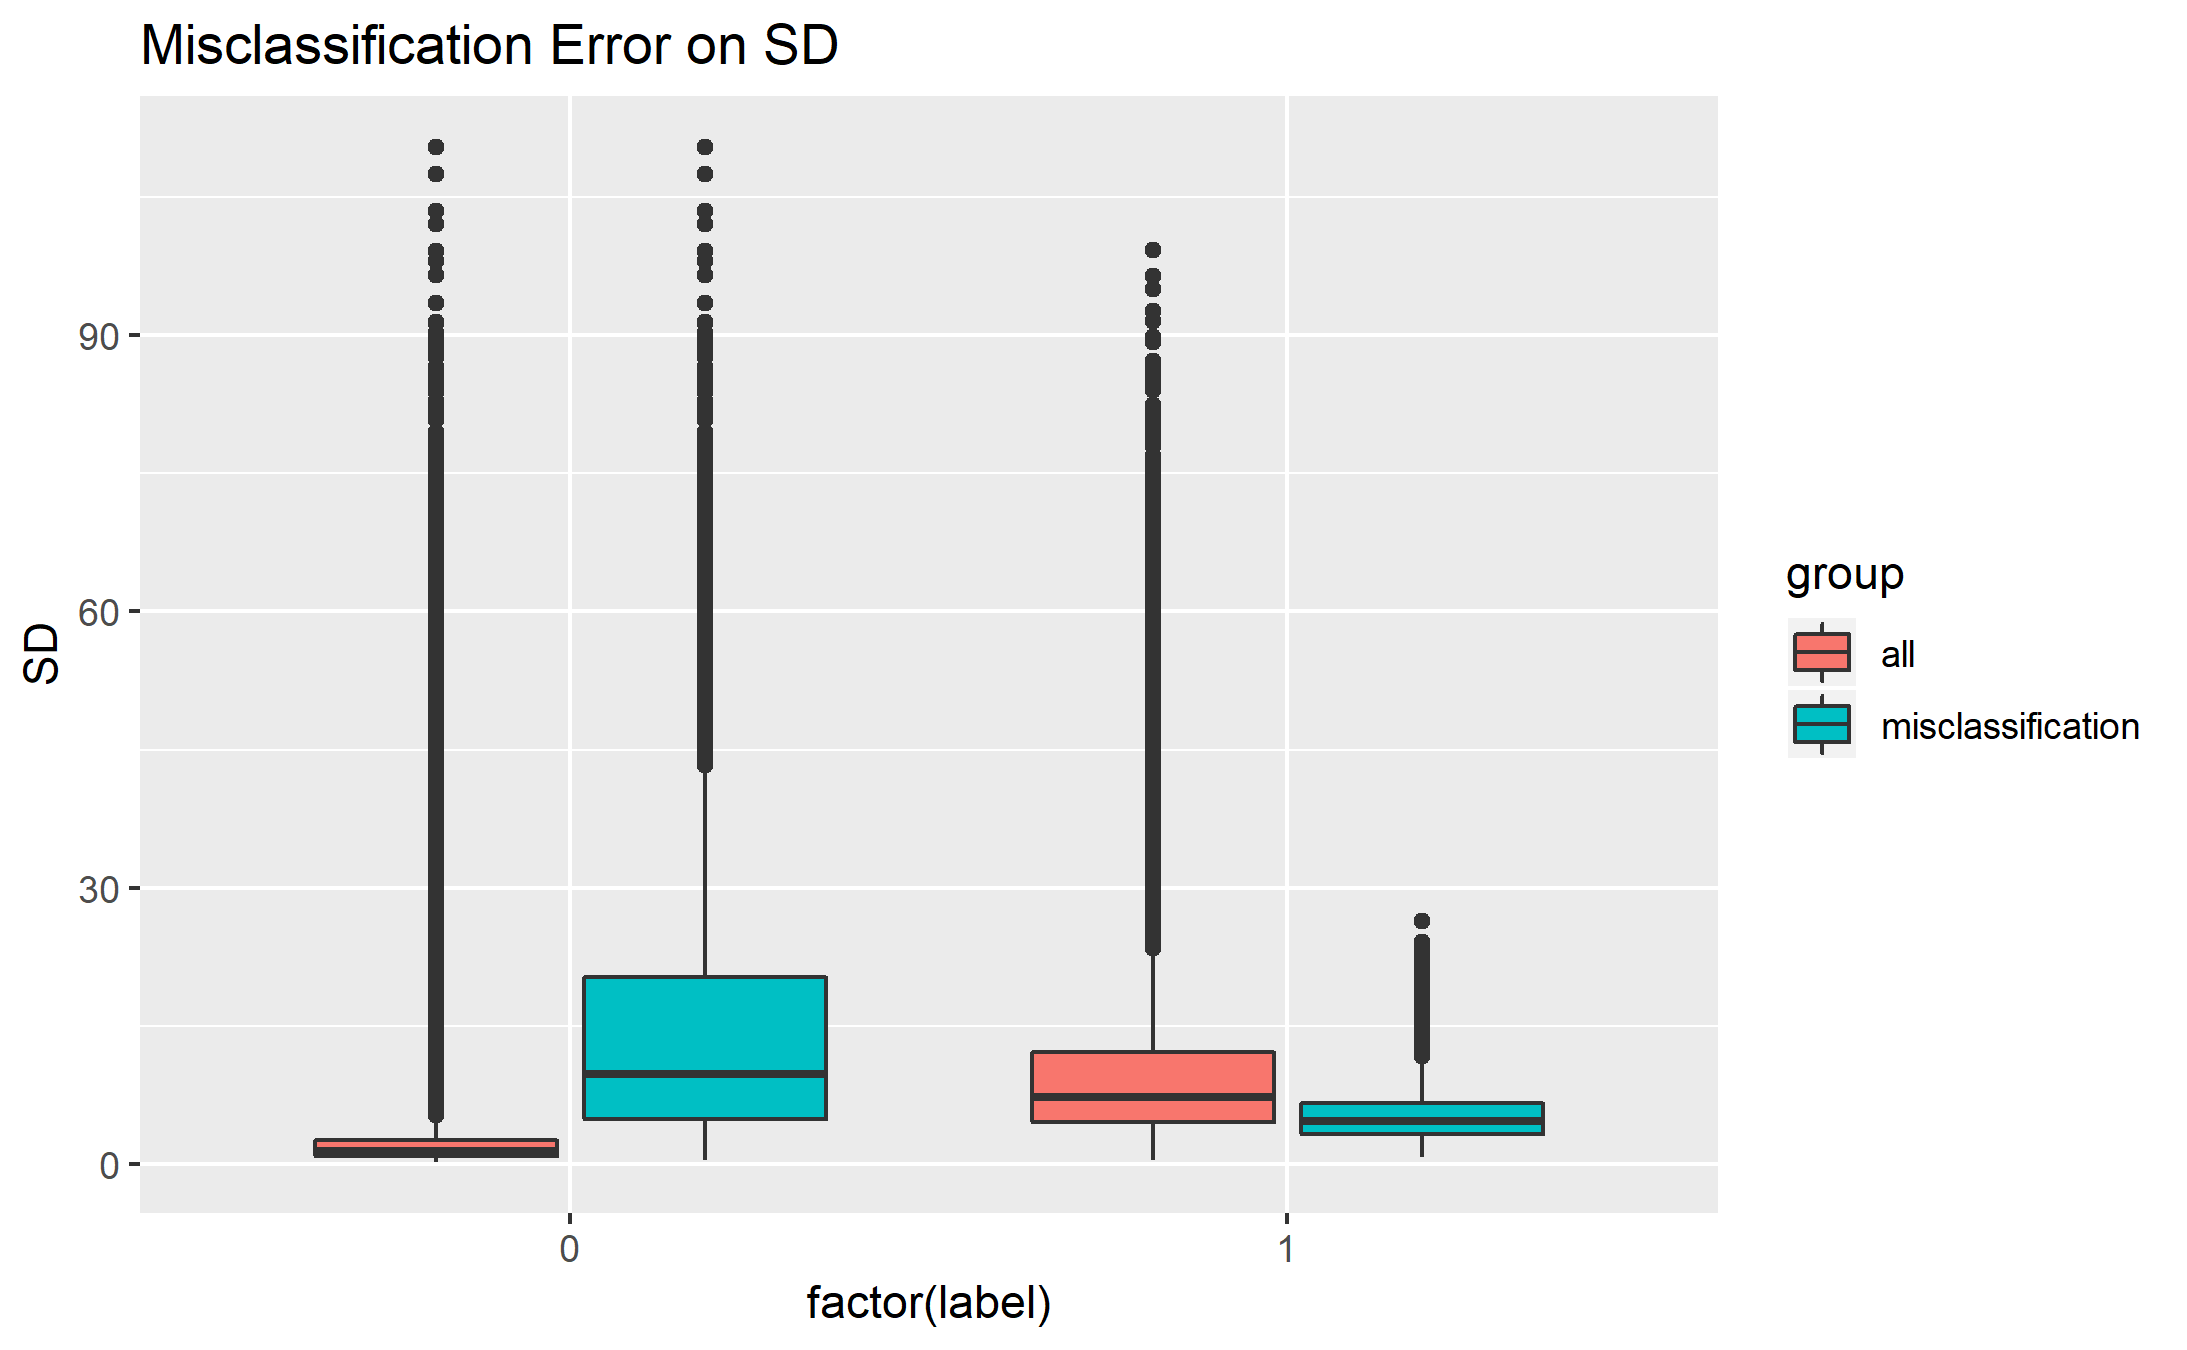 Misclassification Error on SD
90
60
30
0
SD
0
1
factor(label)
group
all
misclassification